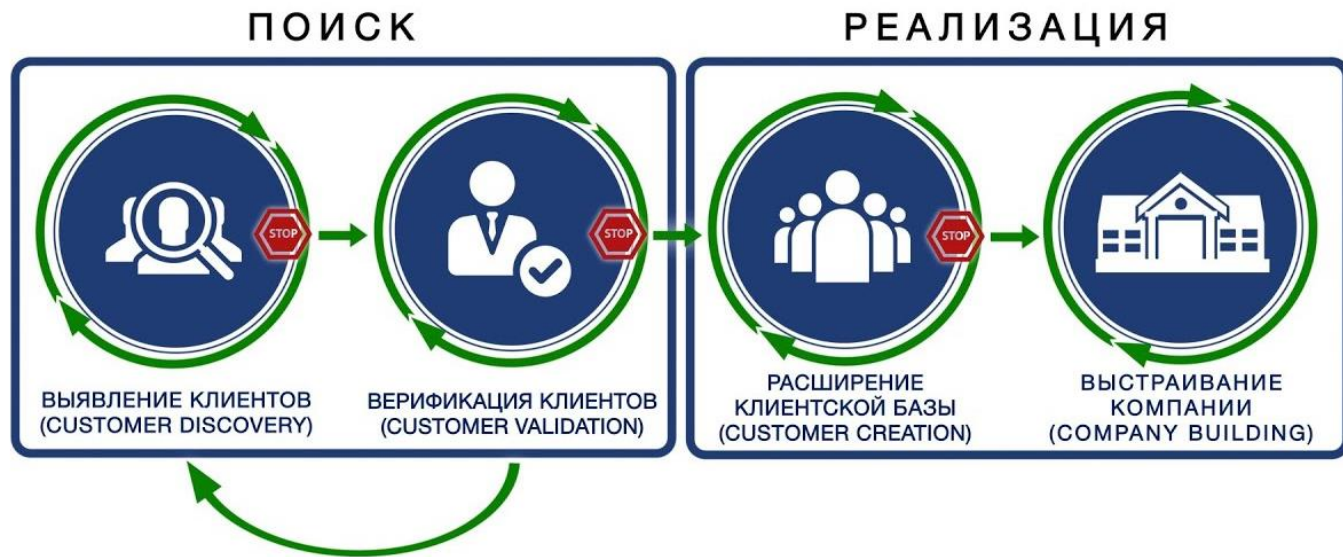 ПОИСК
РЕАЛИЗАЦИЯ
STOP
STOP
STOP
ВЫЯВЛЕНИЕ КЛИЕНТОВ
(CUSTOMER DISCOVERY)
ВЕРИФИКАЦИЯ КЛИЕНТОВ
(CUSTOMER VALIDATION)
РАСШИРЕНИЕ
КЛИЕНТСКОЙ БАЗЫ
(CUSTOMER CREATION)
ВЫСТРАИВАНИЕ
КОМПАНИИ
(COMPANY BUILDING)